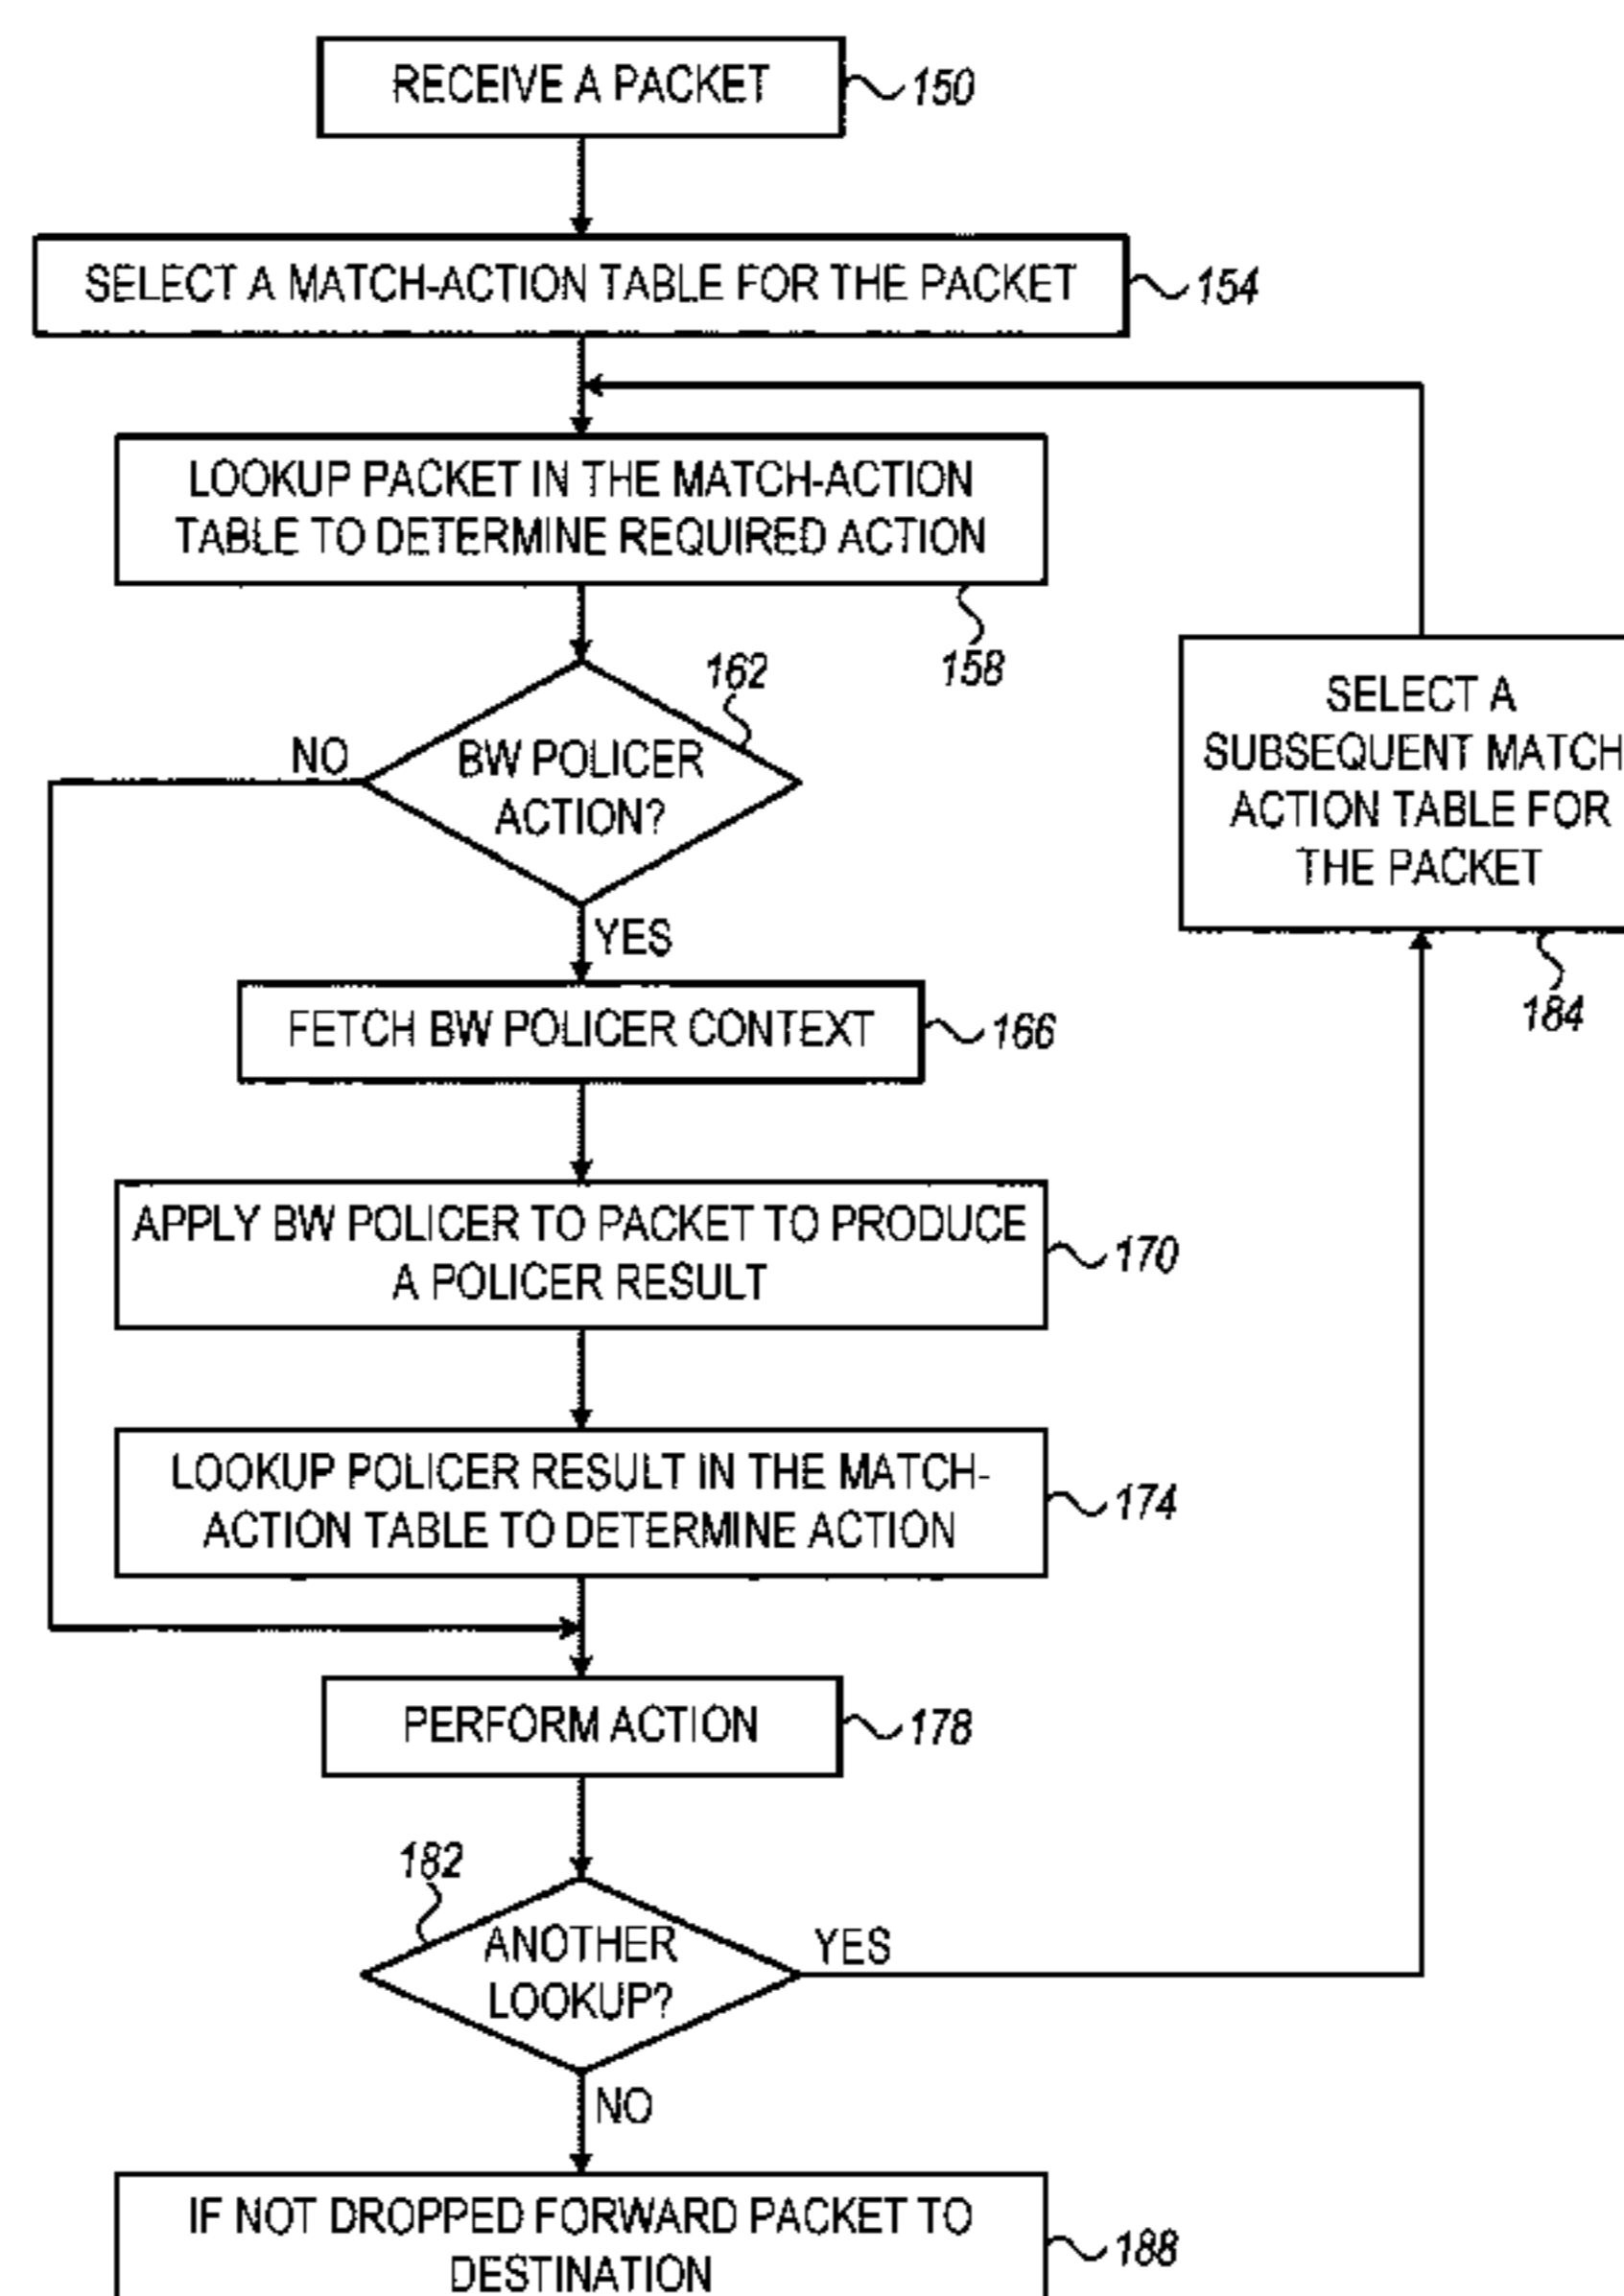 RECEIVE A PACKET
150
SELECT A MATCH-ACTION TABLE FOR THE PACKET
154
LOOKUP PACKET IN THE MATCH-ACTION
TABLE TO DETERMINE REQUIRED ACTION
158
162
BW POLICER
ACTION?
NO
YES
SELECT A
SUBSEQUENT MATCH
ACTION TABLE FOR
THE PACKET
184
FETCH BW POLICER CONTEXT
166
APPLY BW POLICER TO PACKET TO PRODUCE
A POLICER RESULT
170
LOOKUP POLICER RESULT IN THE MATCH-
ACTION TABLE TO DETERMINE ACTION
174
PERFORM ACTION
178
182
ANOTHER
LOOKUP?
YES
NO
IF NOT DROPPED FORWARD PACKET TO
DESTINATION
188